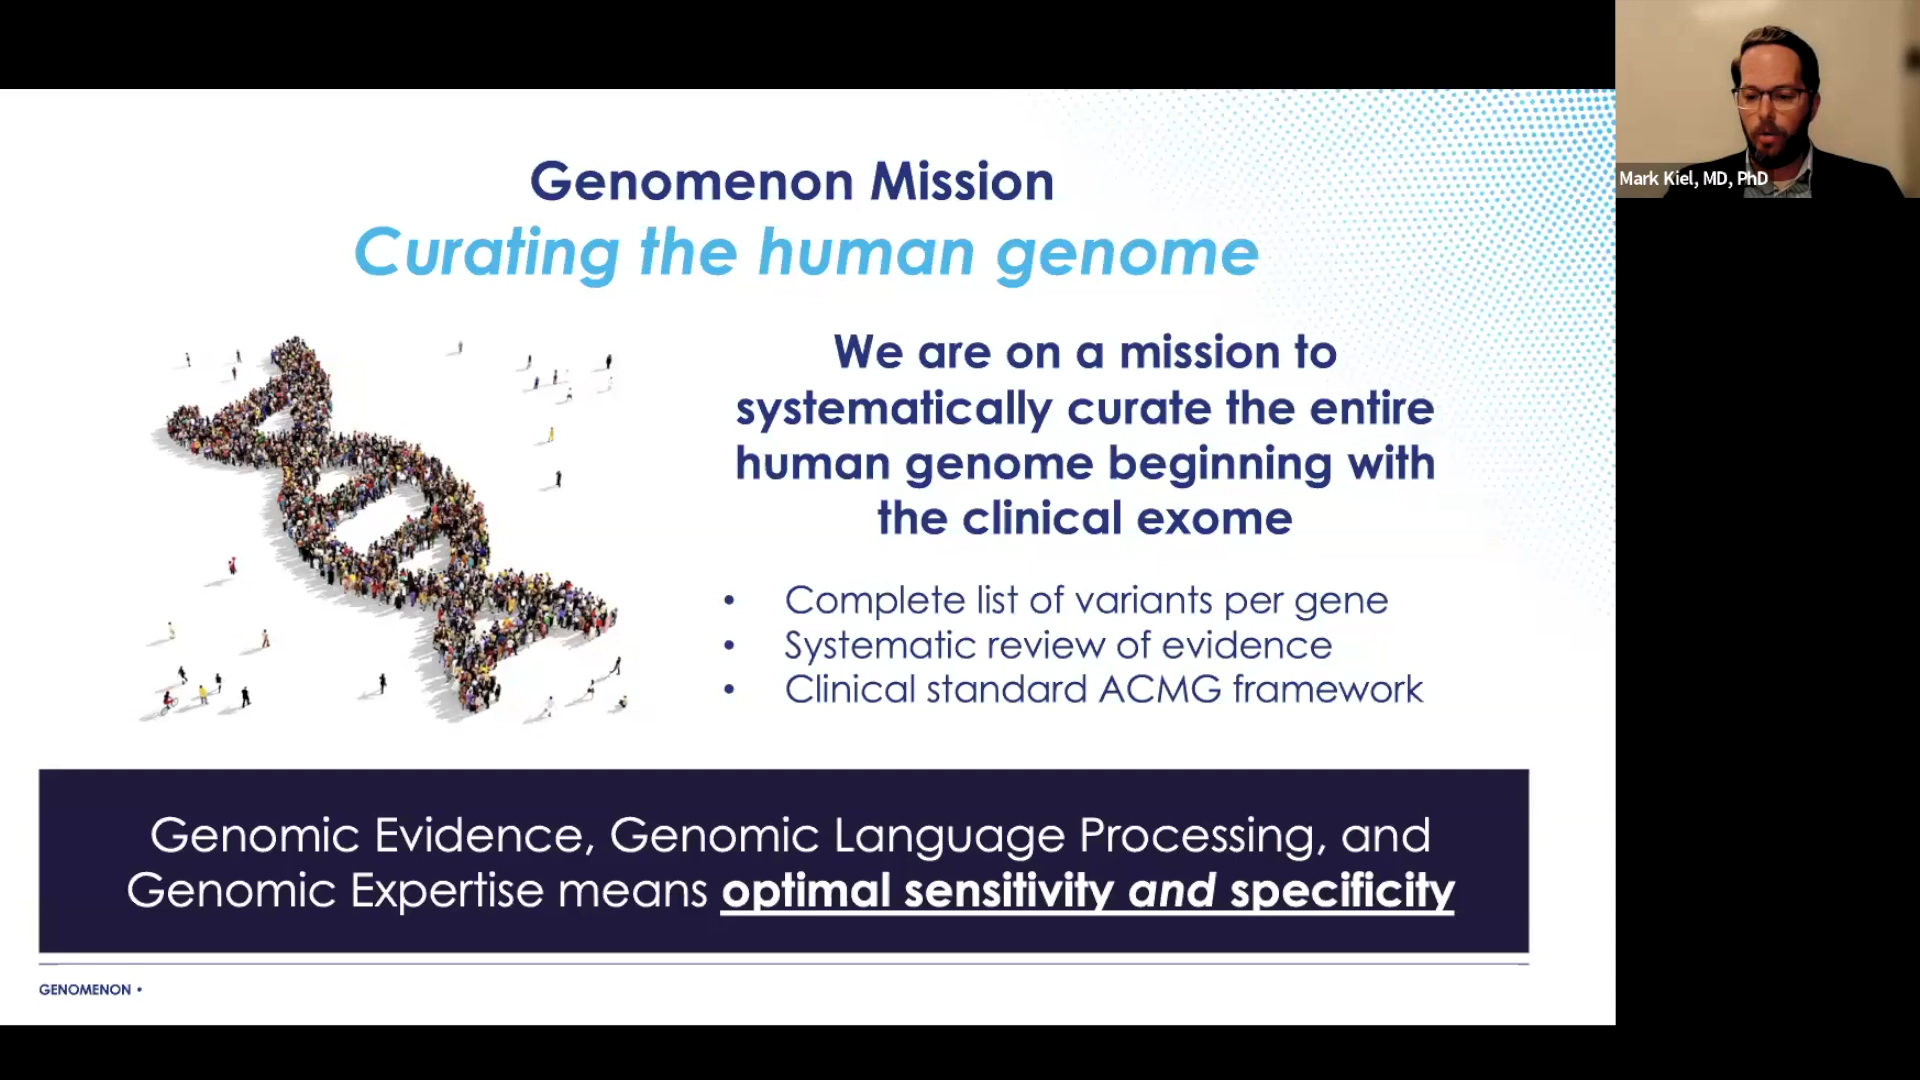 Genomenon Mission
Curating the human genome
We are on a mission to
systematically curate the entire
human genome beginning with
the clinical exome
• Complete list of variants per gene
• Systematic review of evidence
• Clinical standard ACMG framework
Genomic Evidence, Genomic Language Processing, and
Genomic Expertise means optimal sensitivity and specificity
GENOMENON •
Mark Kiel, MD, PhD